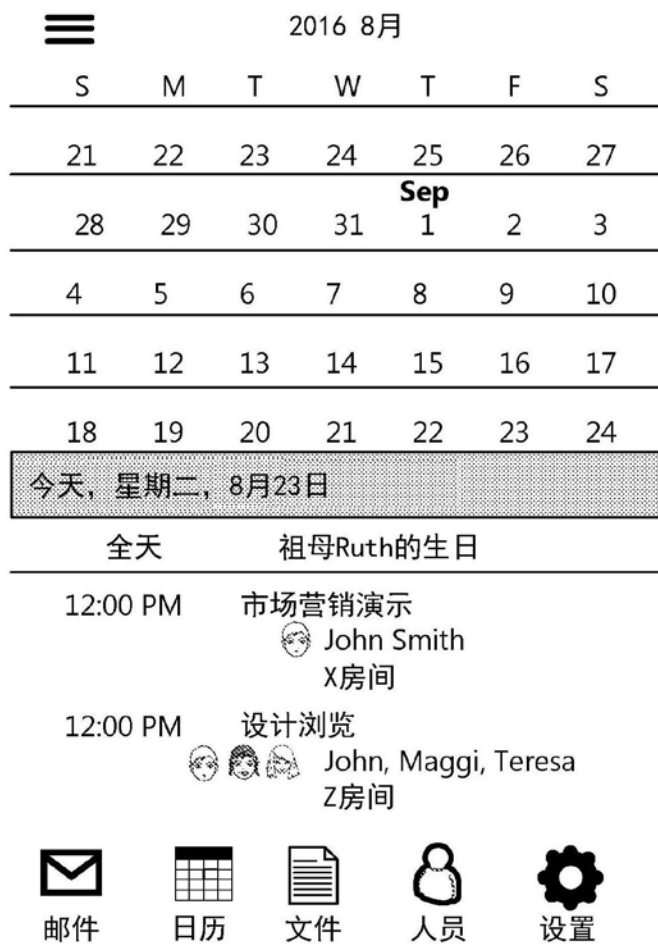 2016 8月
S M T W T F S
21 22 23 24 25 26 27
Sep
28 29 30 31 1 2 3
4 5 6 7 8 9 10
11 12 13 14 15 16 17
18 19 20 21 22 23 24
今天，星期二，8月23日
全天 祖母Ruth的生日
12:00 PM 市场营销演示
John Smith
X房间
12:00 PM 设计浏览
John, Maggi, Teresa
Z房间
邮件 日历 文件 人员 设置